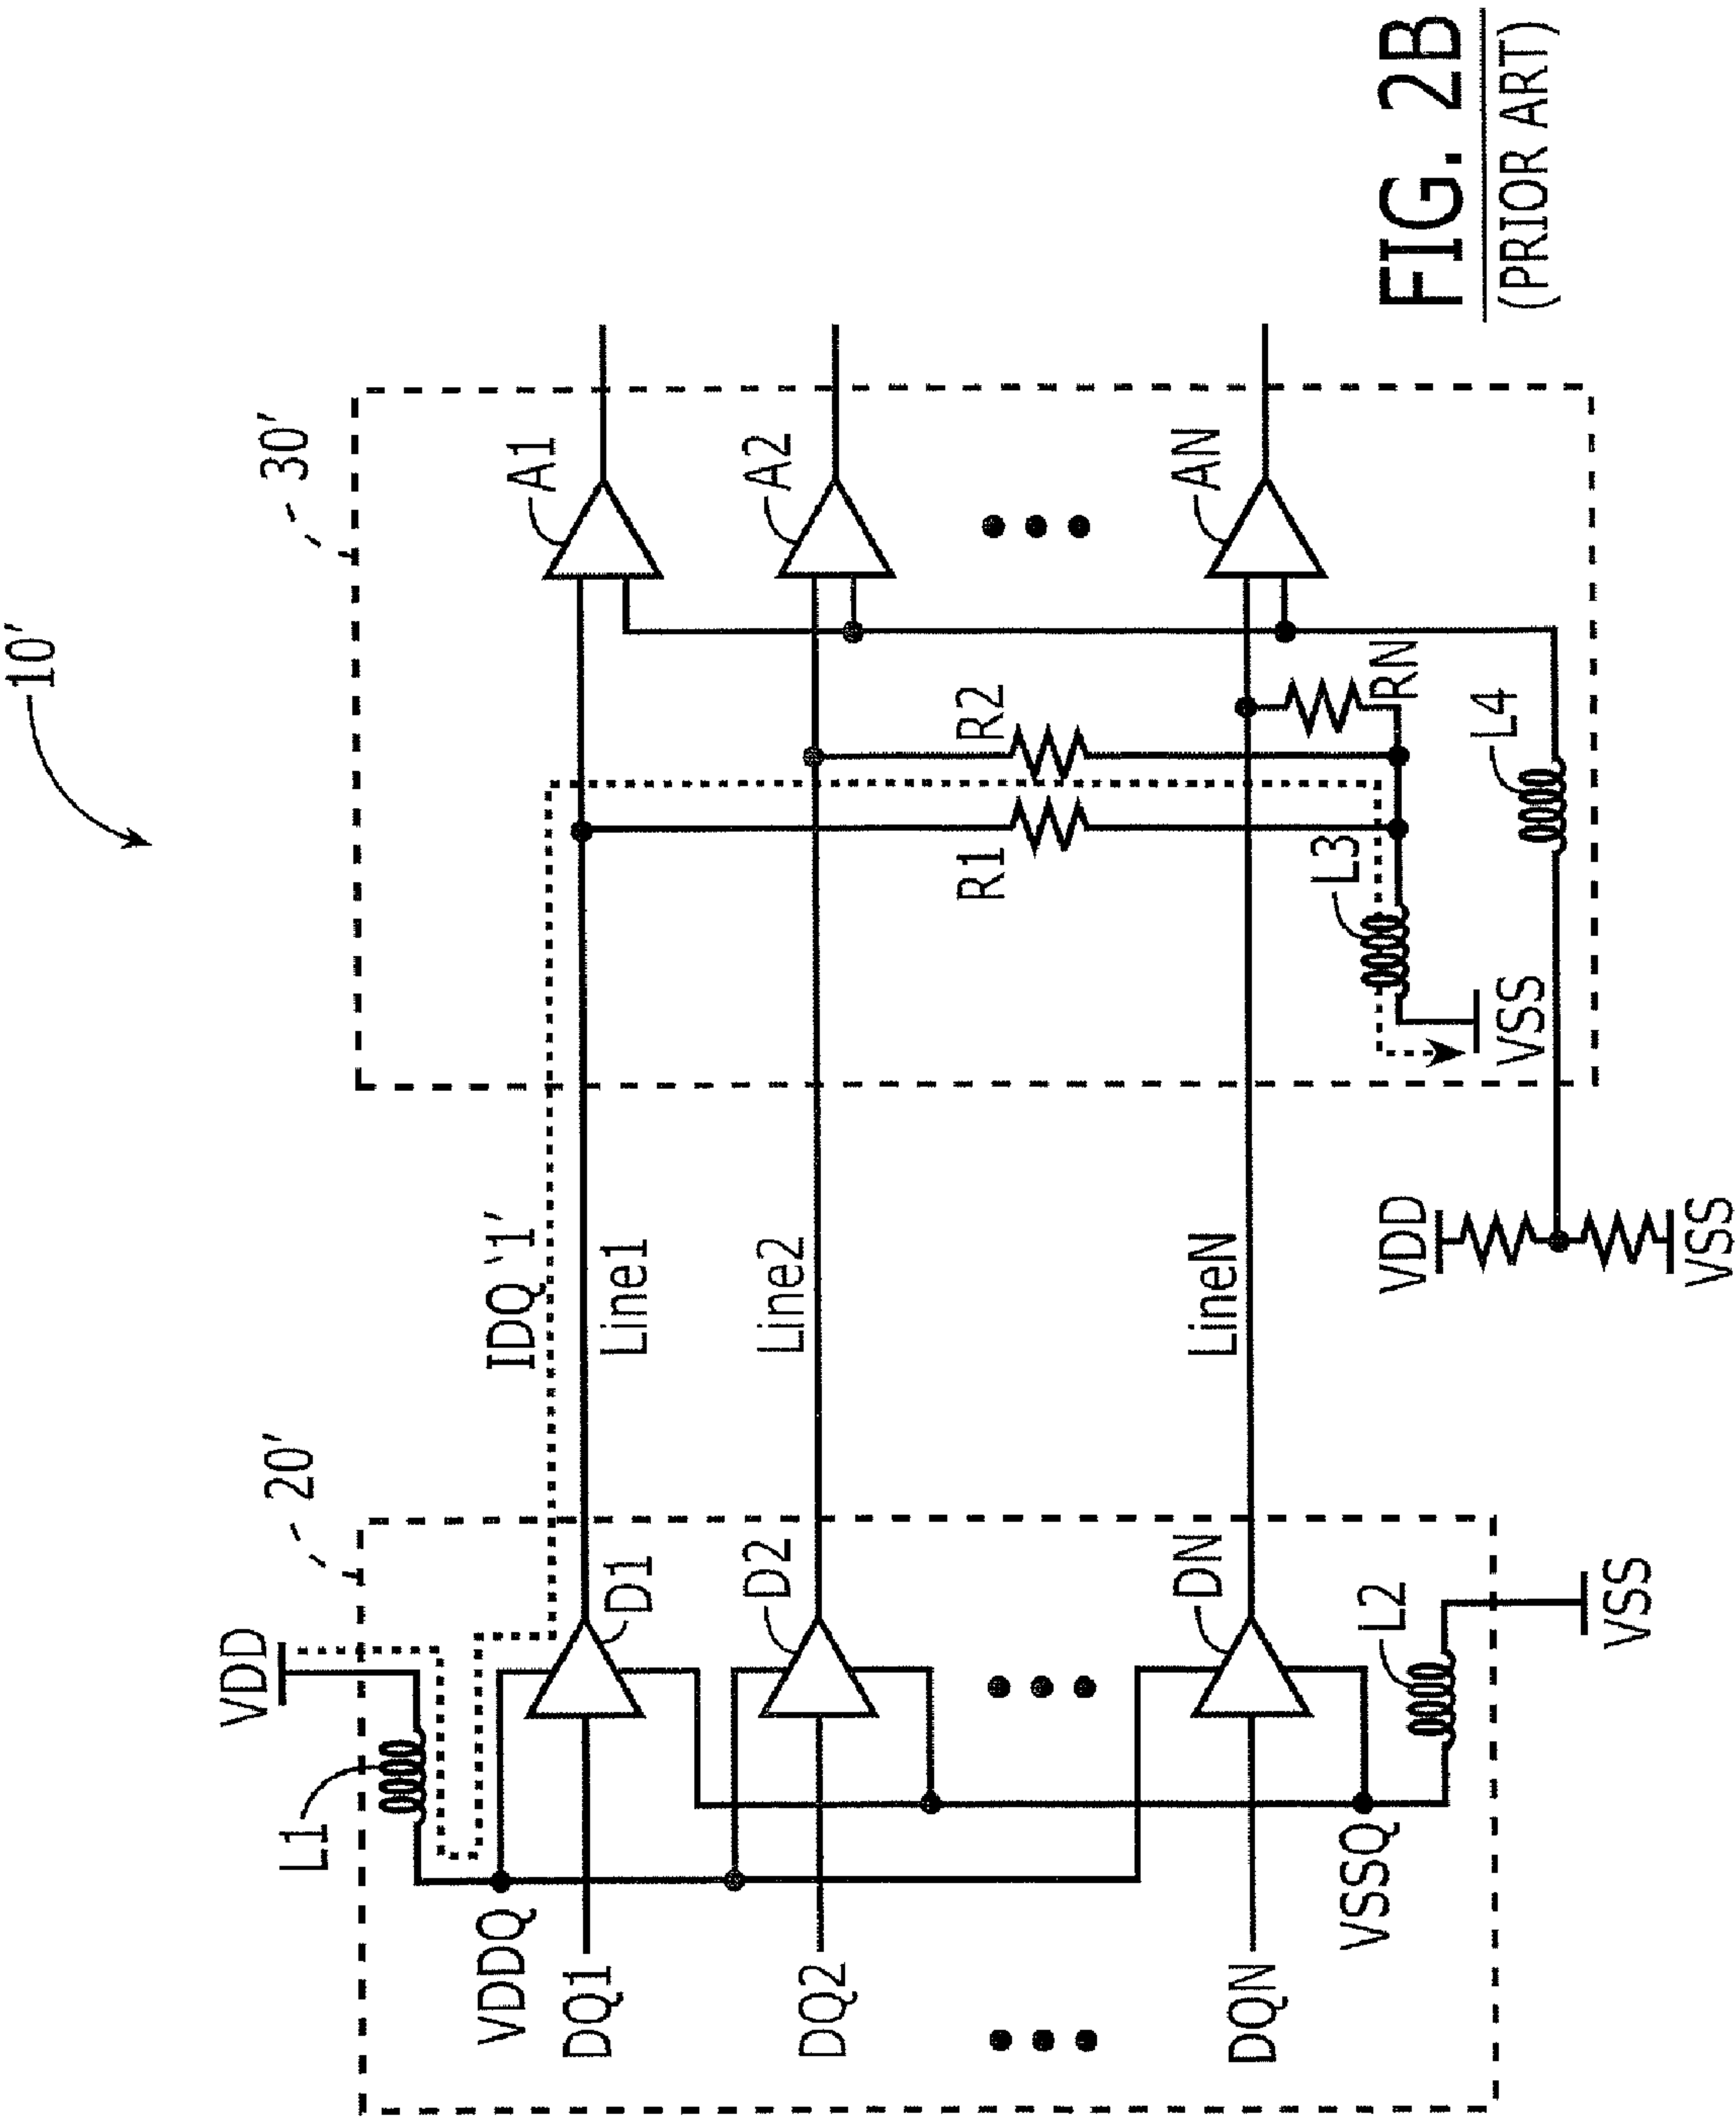 10′
20′
30′
VDD
L1
VDDQ
DQ1
D1
IDQ '1'
Line1
A1
DQ2
D2
Line2
A2
R1
R2
DQN
DN
LineN
AN
RN
VSSQ
L2
VSS
L3
VSS
L4
VDD
VSS
FIG. 2B
(PRIOR ART)